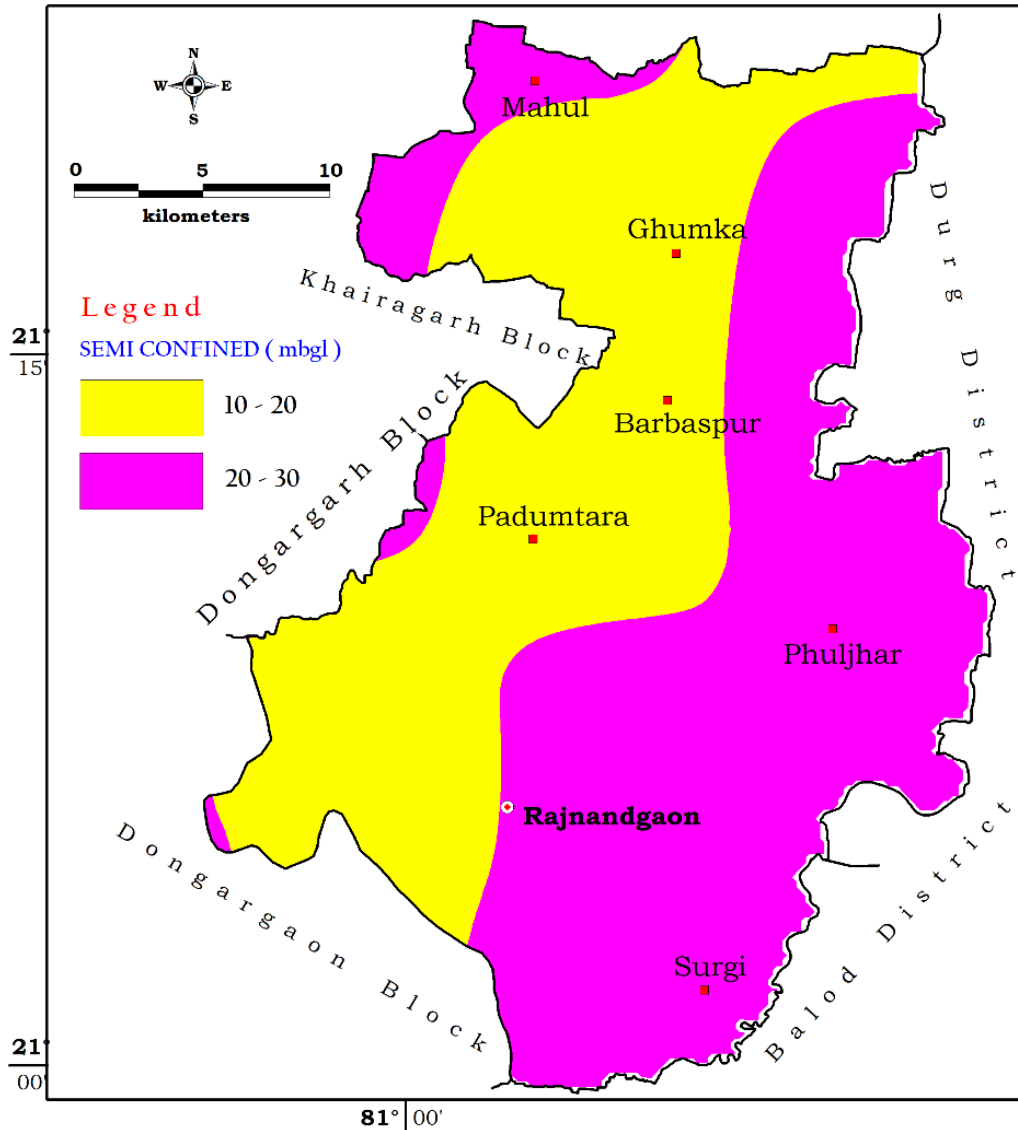 N
W E
S
0 5 10
kilometers
Mahul
Ghumka
Khairagarh Block
Durg District
Legend
SEMI CONFINED ( mbgl )
10 - 20
20 - 30
21°
15'
Dongargarh Block
Barbaspur
Padumtara
Phuljhar
Rajnandgaon
Dongargaon Block
Surgi
Balod District
21°
00'
81° 00'